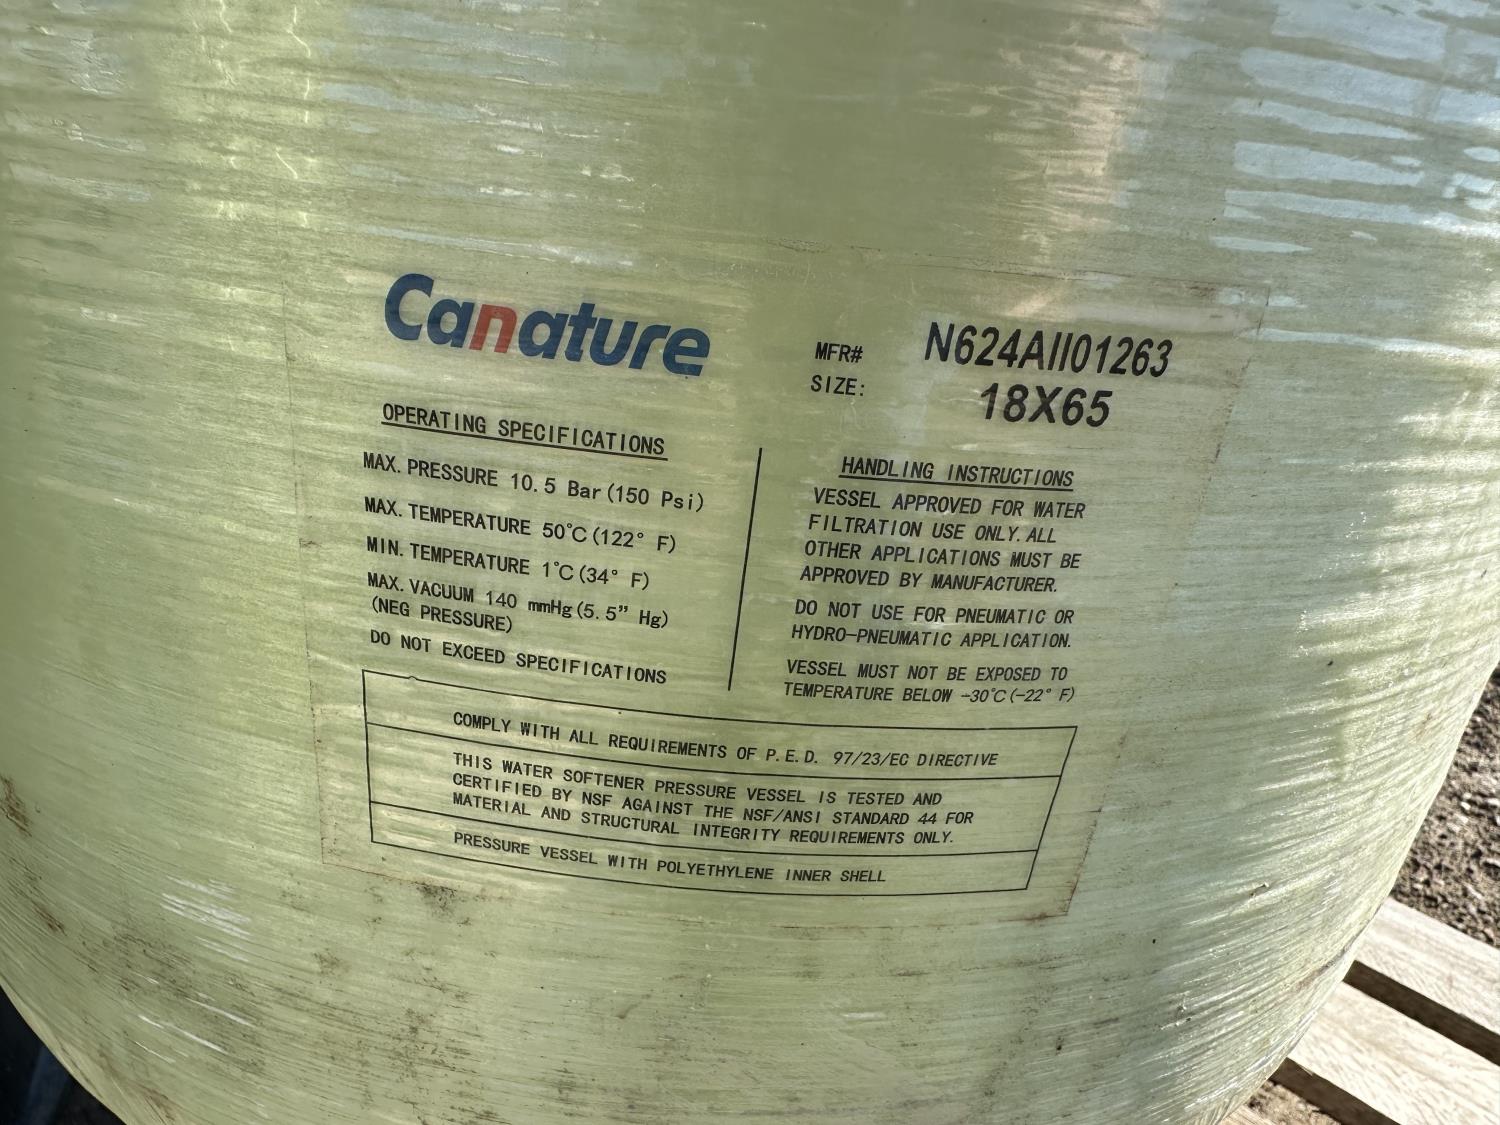 Canature
MFR# N624AII01263
SIZE: 18X65
OPERATING SPECIFICATIONS
MAX. PRESSURE 10.5 Bar(150 Psi)
MAX. TEMPERATURE 50℃(122° F)
MIN. TEMPERATURE 1℃(34° F)
MAX. VACUUM 140 mmHg(5.5” Hg)
(NEG PRESSURE)
DO NOT EXCEED SPECIFICATIONS
HANDLING INSTRUCTIONS
VESSEL APPROVED FOR WATER
FILTRATION USE ONLY. ALL
OTHER APPLICATIONS MUST BE
APPROVED BY MANUFACTURER.
DO NOT USE FOR PNEUMATIC OR
HYDRO-PNEUMATIC APPLICATION.
VESSEL MUST NOT BE EXPOSED TO
TEMPERATURE BELOW -30℃(-22° F)
COMPLY WITH ALL REQUIREMENTS OF P.E.D. 97/23/EC DIRECTIVE
THIS WATER SOFTENER PRESSURE VESSEL IS TESTED AND
CERTIFIED BY NSF AGAINST THE NSF/ANSI STANDARD 44 FOR
MATERIAL AND STRUCTURAL INTEGRITY REQUIREMENTS ONLY.
PRESSURE VESSEL WITH POLYETHYLENE INNER SHELL